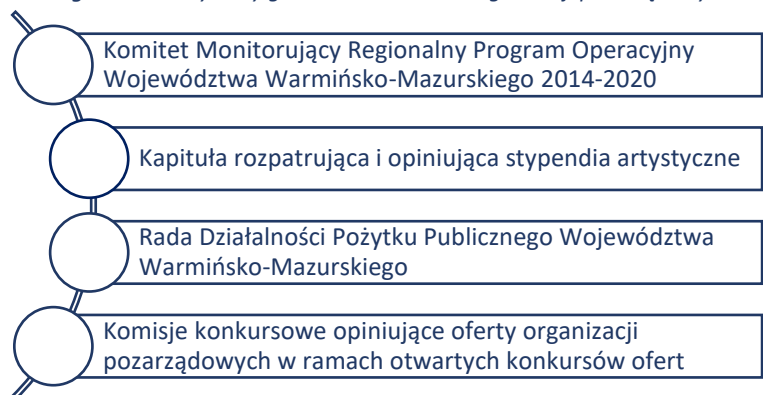 Komitet Monitorujący Regionalny Program Operacyjny
Województwa Warmińsko-Mazurskiego 2014-2020
Kapituła rozpatrująca i opiniująca stypendia artystyczne
Rada Działalności Pożytku Publicznego Województwa
Warmińsko-Mazurskiego
Komisje konkursowe opiniujące oferty organizacji
pozarządowych w ramach otwartych konkursów ofert